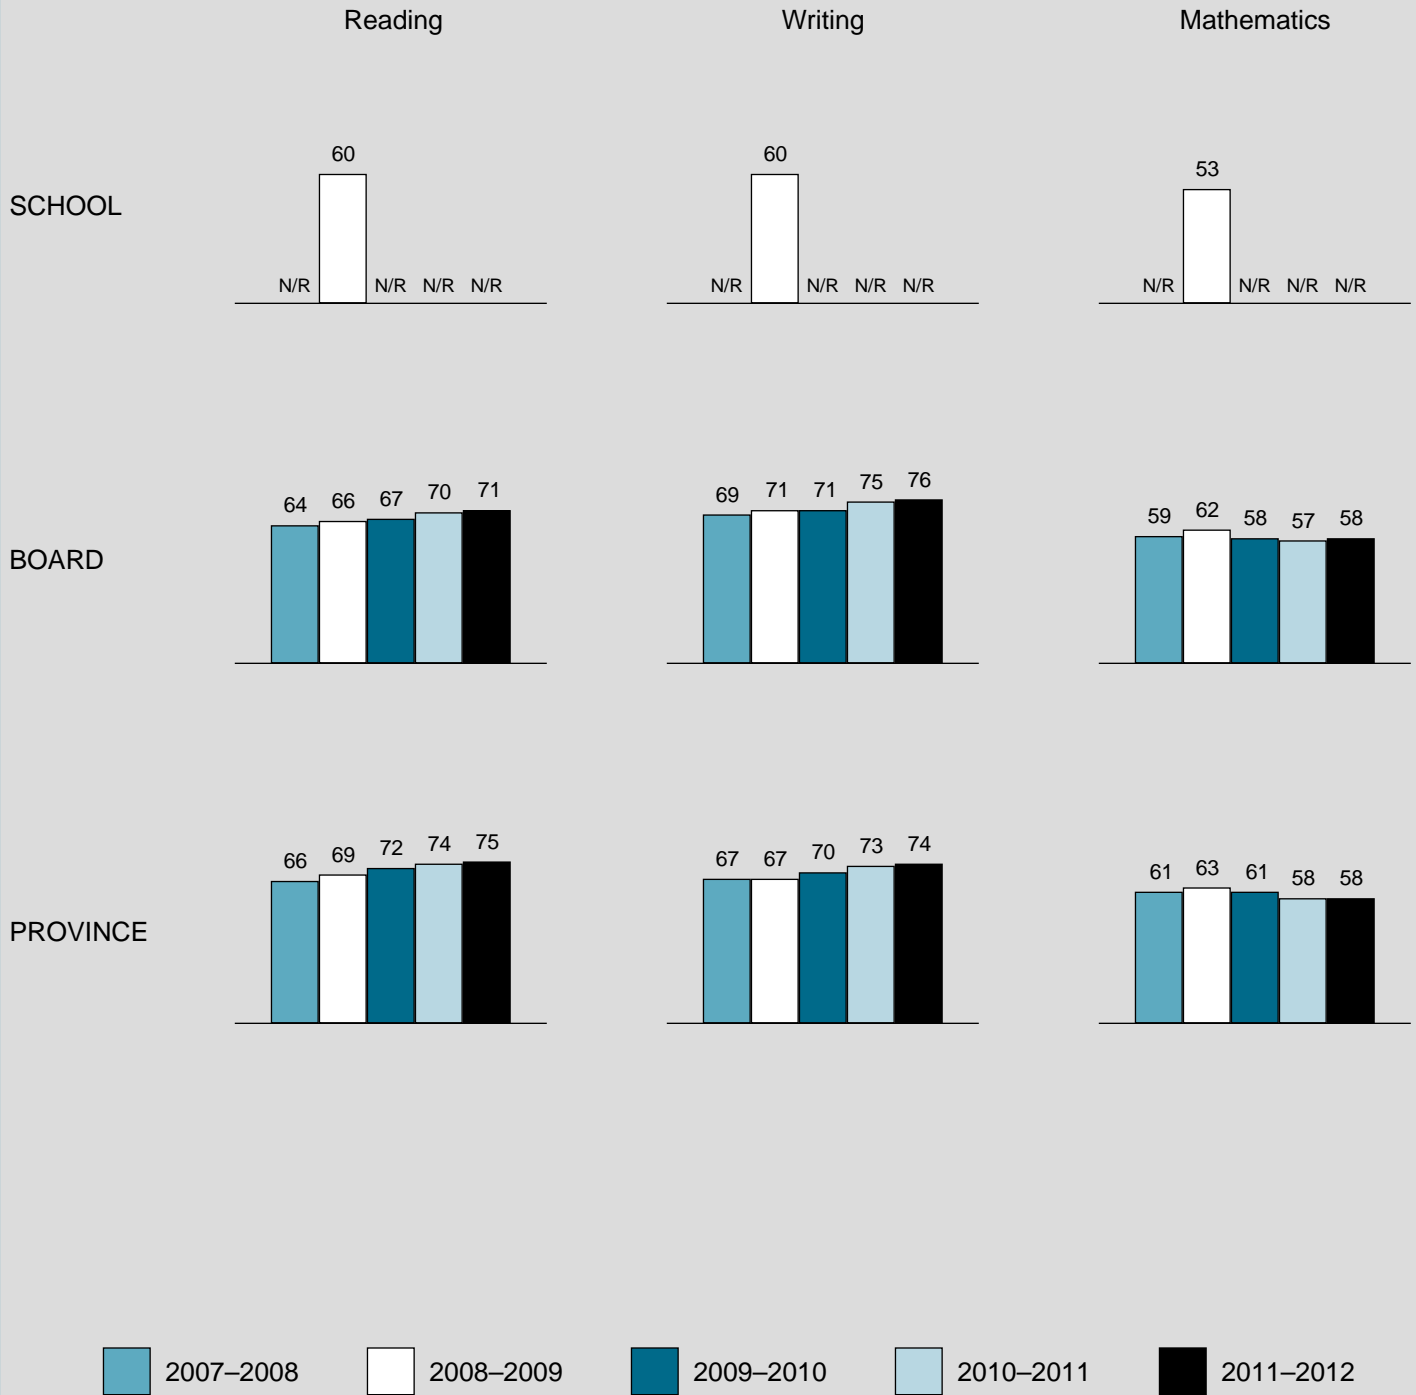 Reading Writing Mathematics
60 60 53
SCHOOL
N/R N/R N/R N/R N/R N/R N/R N/R N/R N/R N/R N/R
64 66 67 70 71 69 71 71 75 76 59 62 58 57 58
BOARD
66 69 72 74 75 67 67 70 73 74 61 63 61 58 58
PROVINCE
2007–2008 2008–2009 2009–2010 2010–2011 2011–2012